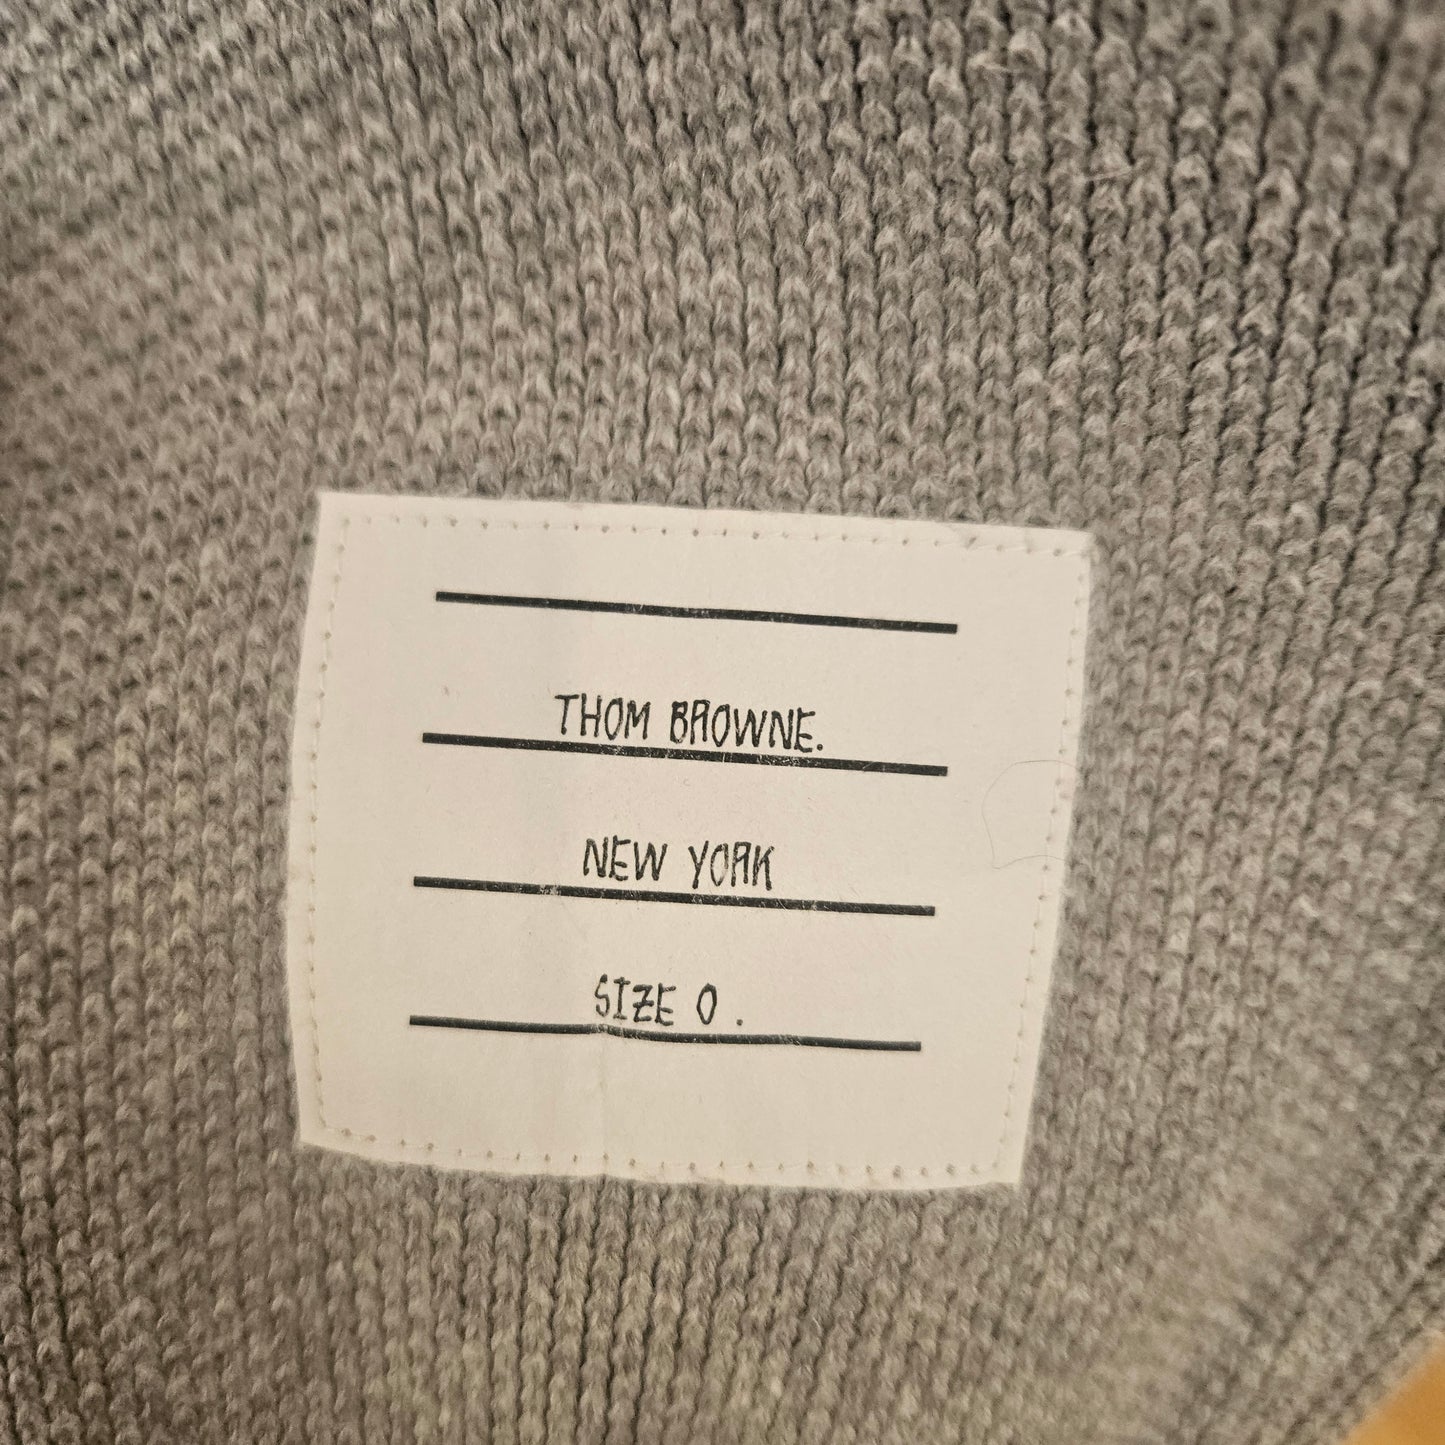 THOM BROWNE.
NEW YORK
SIZE 0.